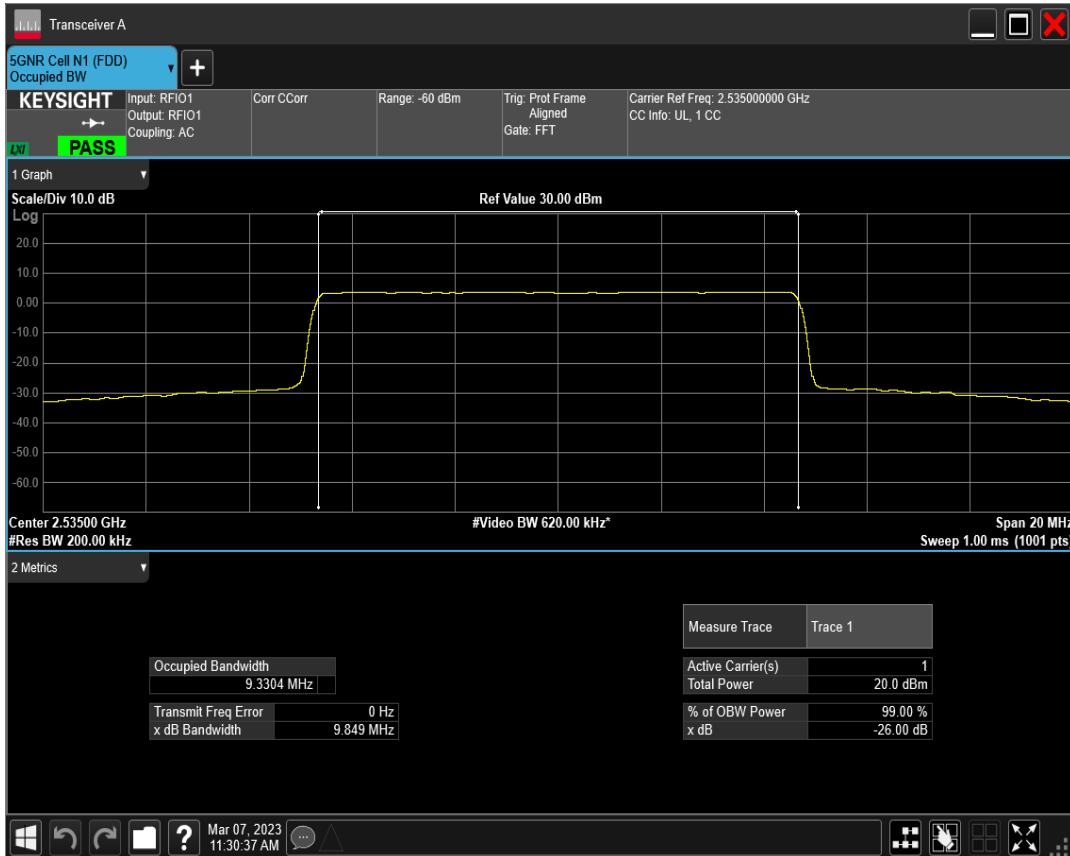 Transceiver A
5GNR Cell N1 (FDD)
Occupied BW
+
KEYSIGHT
LXI
PASS
Input: RFIO1
Output: RFIO1
Coupling: AC
Corr CCorr
Range: -60 dBm
Trig: Prot Frame
Aligned
Gate: FFT
Carrier Ref Freq: 2.535000000 GHz
CC Info: UL, 1 CC
1 Graph
Scale/Div 10.0 dB
Ref Value 30.00 dBm
Log
20.0
10.0
0.00
-10.0
-20.0
-30.0
-40.0
-50.0
-60.0
Center 2.53500 GHz
#Video BW 620.00 kHz*
Span 20 MHz
#Res BW 200.00 kHz
Sweep 1.00 ms (1001 pts)
2 Metrics
Measure Trace Trace 1
Occupied Bandwidth
9.3304 MHz
Active Carrier(s) 1
Total Power 20.0 dBm
Transmit Freq Error 0 Hz
x dB Bandwidth 9.849 MHz
% of OBW Power 99.00 %
x dB -26.00 dB
?
Mar 07, 2023
11:30:37 AM